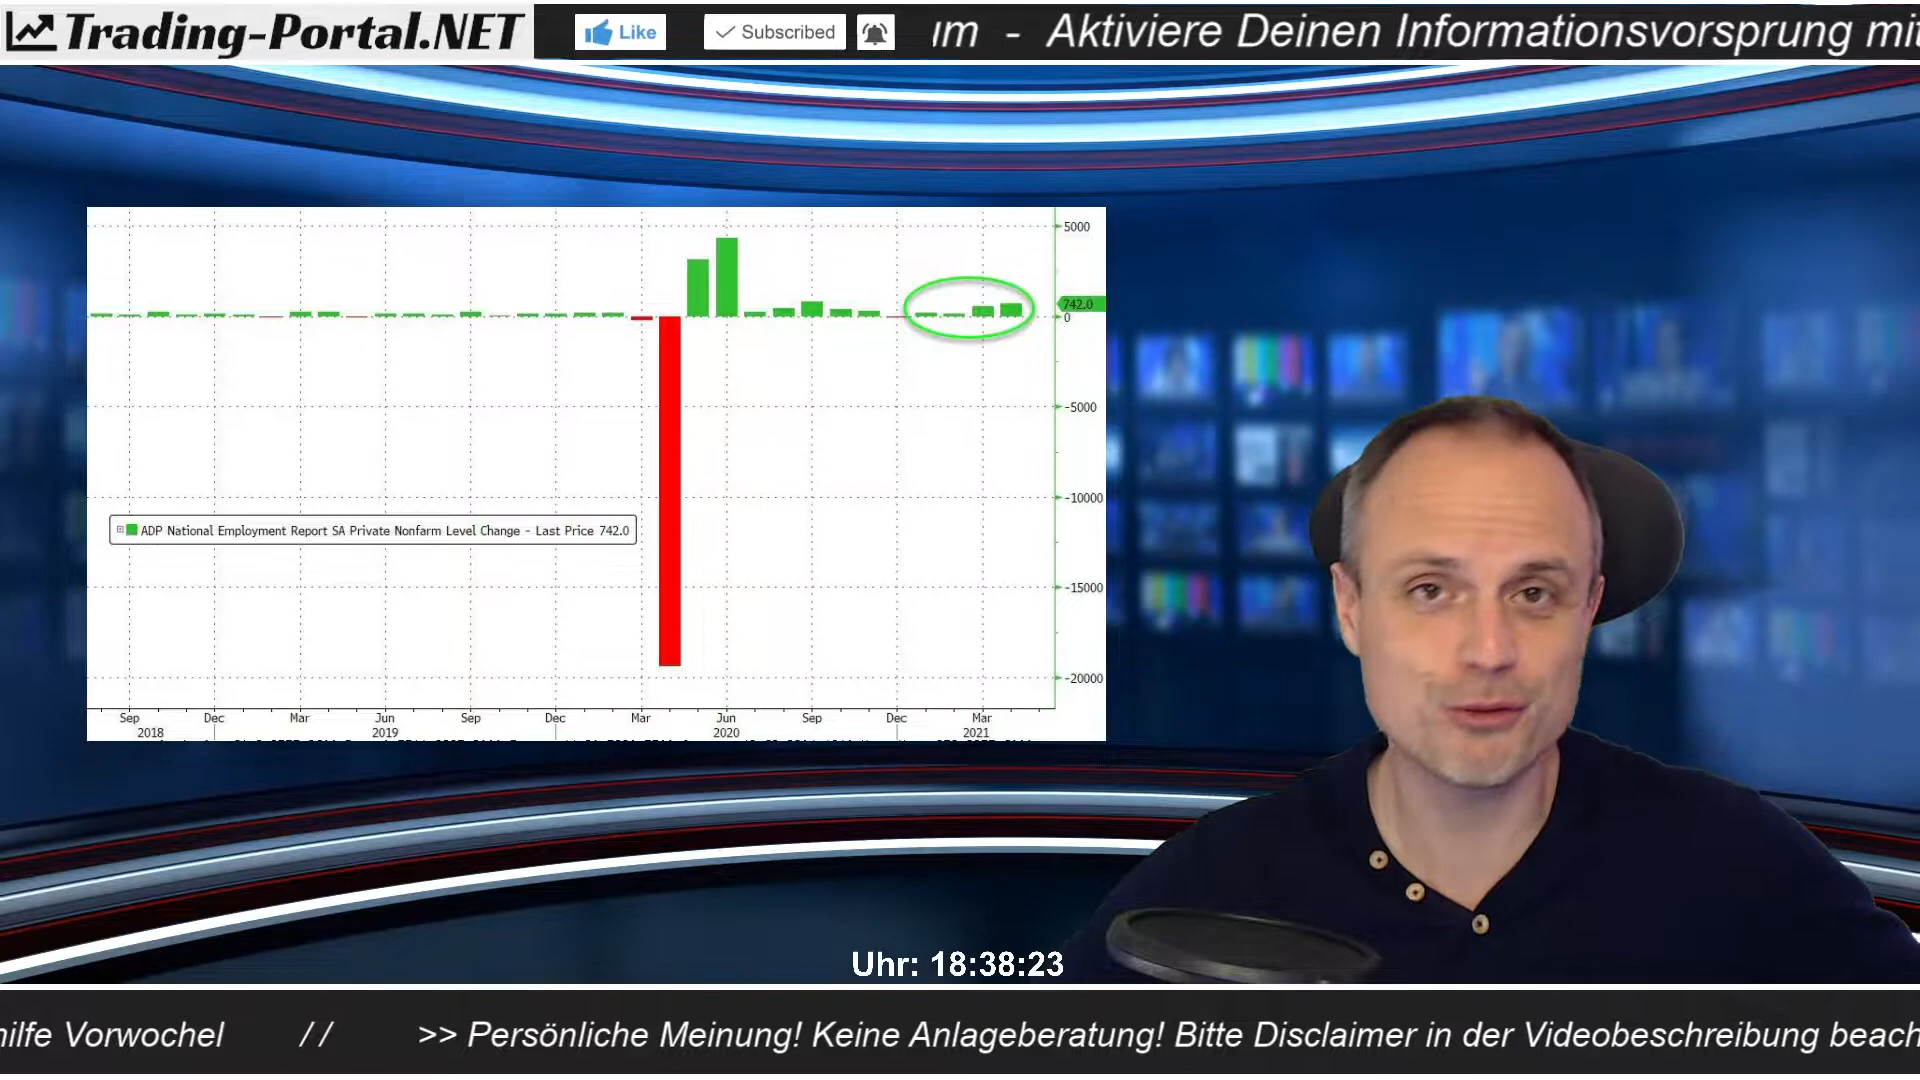 Trading-Portal.NET
Like
Subscribed
um - Aktiviere Deinen Informationsvorsprung mit
5000
742.0
0
-5000
-10000
-15000
-20000
ADP National Employment Report SA Private Nonfarm Level Change - Last Price 742.0
Sep Dec Mar Jun Sep Dec Mar Jun Sep Dec Mar
2018 2019 2020 2021
Uhr: 18:38:23
hilfe Vorwoche! // >> Persönliche Meinung! Keine Anlageberatung! Bitte Disclaimer in der Videobeschreibung beach